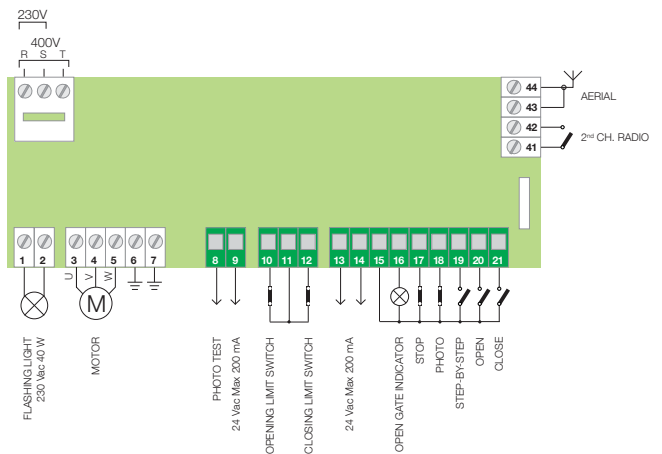 230V
400V
R S T
44
43
AERIAL
42
41
2nd CH. RADIO
1 2
3 4 5 6 7
8 9
10 11 12
13 14 15 16 17 18 19 20 21
U V W
M
FLASHING LIGHT
230 Vac 40 W
MOTOR
PHOTO TEST
24 Vac Max 200 mA
OPENING LIMIT SWITCH
CLOSING LIMIT SWITCH
24 Vac Max 200 mA
OPEN GATE INDICATOR
STOP
PHOTO
STEP-BY-STEP
OPEN
CLOSE